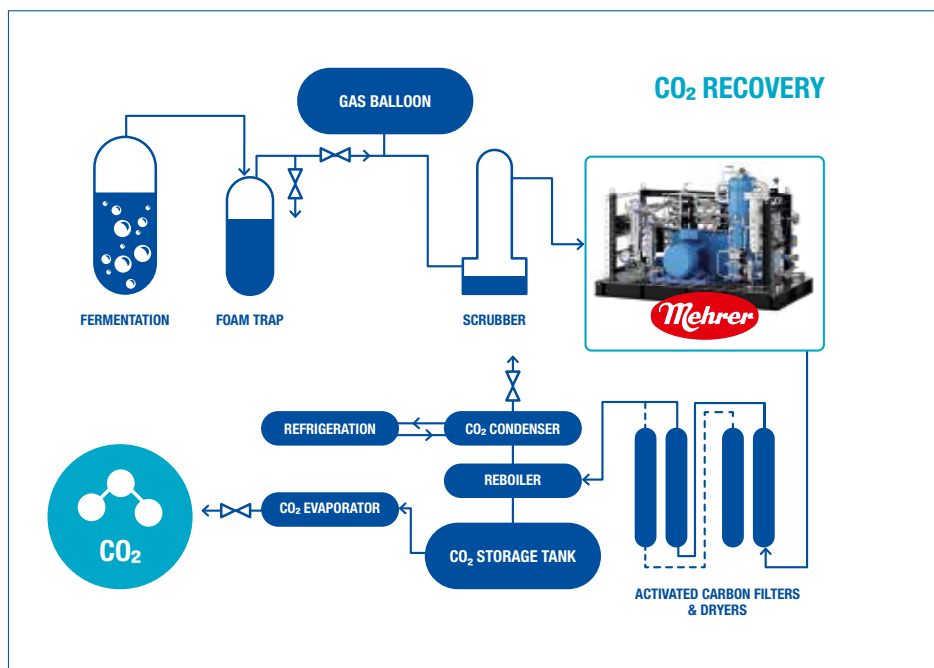 CO₂ RECOVERY
GAS BALLOON
FERMENTATION
FOAM TRAP
SCRUBBER
Mehrer
REFRIGERATION
CO₂ CONDENSER
REBOILER
CO₂ EVAPORATOR
CO₂ STORAGE TANK
CO₂
ACTIVATED CARBON FILTERS
& DRYERS